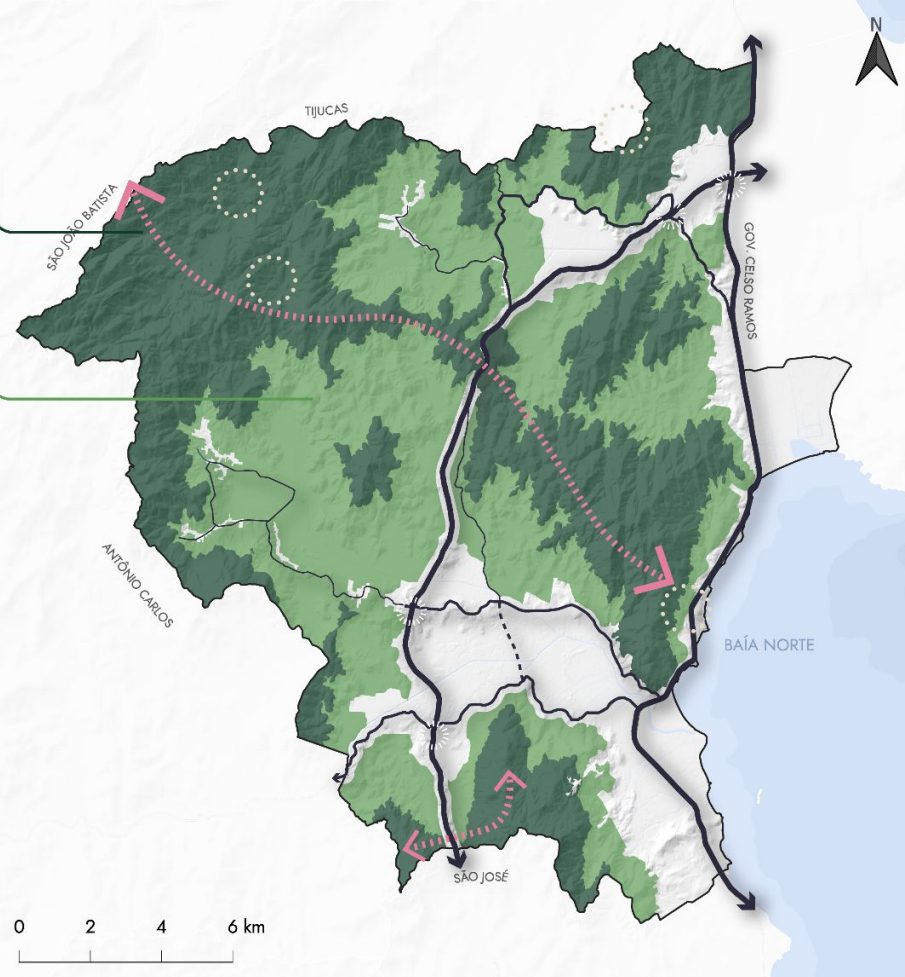 N
TIJUCAS
SÃO JOÃO BATISTA
GOV. CELSO RAMOS
ANTÔNIO CARLOS
BAÍA NORTE
SÃO JOSÉ
0 2 4 6 km